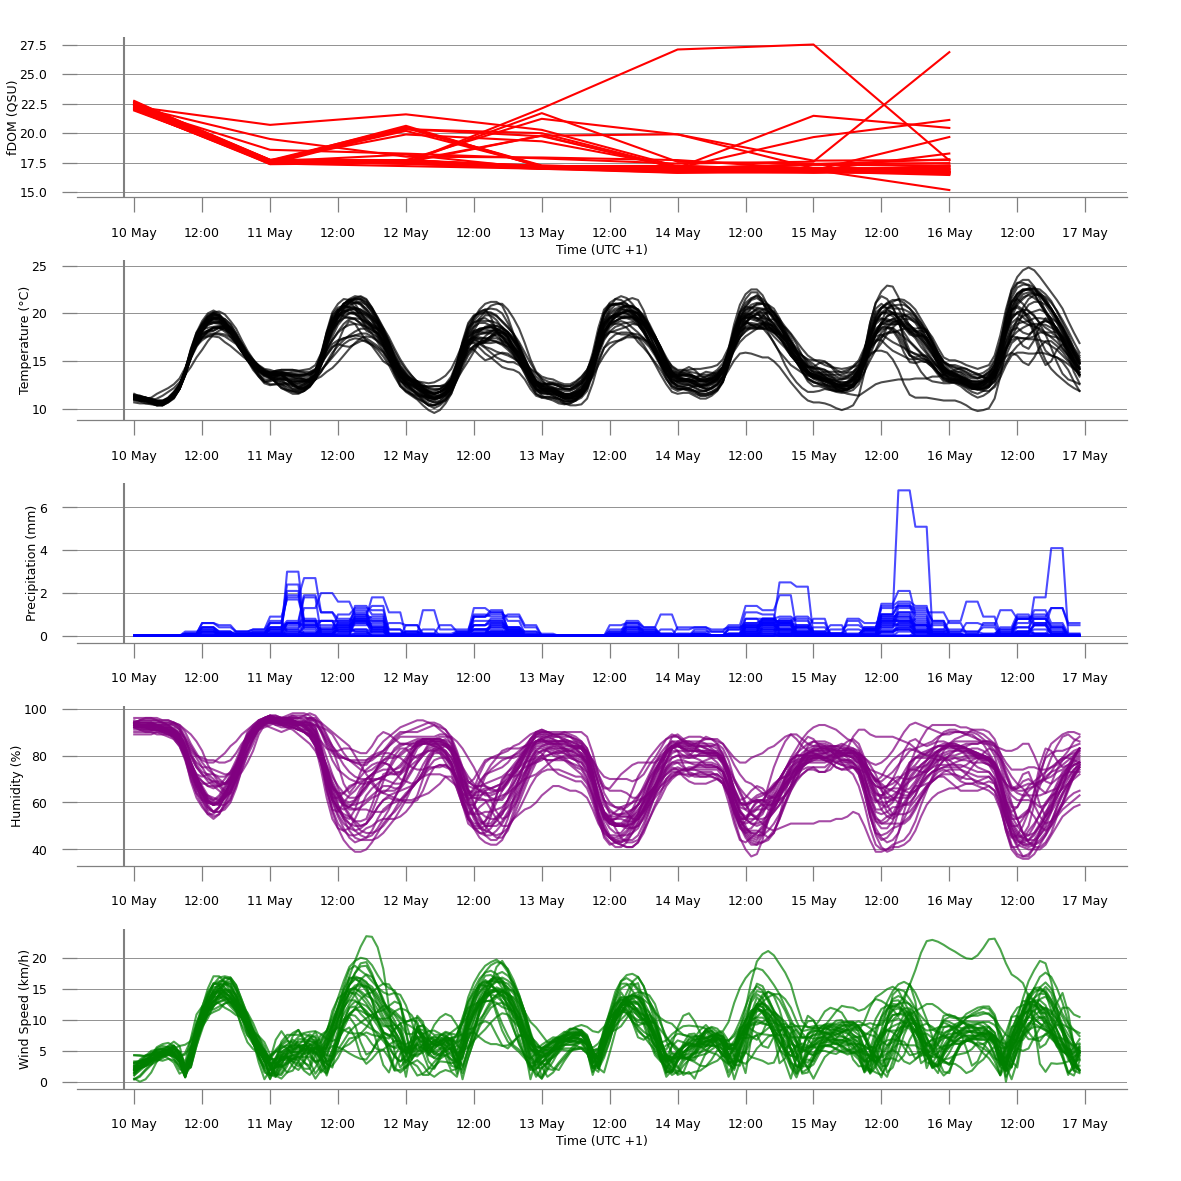 27.5
25.0
22.5
20.0
17.5
15.0
fDOM (QSU)
10 May 12:00 11 May 12:00 12 May 12:00 13 May 12:00 14 May 12:00 15 May 12:00 16 May 12:00 17 May
Time (UTC +1)
25
20
15
10
Temperature (°C)
10 May 12:00 11 May 12:00 12 May 12:00 13 May 12:00 14 May 12:00 15 May 12:00 16 May 12:00 17 May
6
4
2
0
Precipitation (mm)
10 May 12:00 11 May 12:00 12 May 12:00 13 May 12:00 14 May 12:00 15 May 12:00 16 May 12:00 17 May
100
80
60
40
Humidity (%)
10 May 12:00 11 May 12:00 12 May 12:00 13 May 12:00 14 May 12:00 15 May 12:00 16 May 12:00 17 May
20
15
10
5
0
Wind Speed (km/h)
10 May 12:00 11 May 12:00 12 May 12:00 13 May 12:00 14 May 12:00 15 May 12:00 16 May 12:00 17 May
Time (UTC +1)